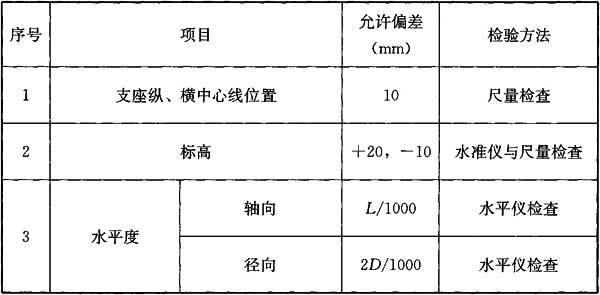 序号 项目 允许偏差（mm） 检验方法
1 支座纵、横中心线位置 10 尺量检查
2 标高 +20，－10 水准仪与尺量检查
3 水平度 轴向 L/1000 水平仪检查
径向 2D/1000 水平仪检查